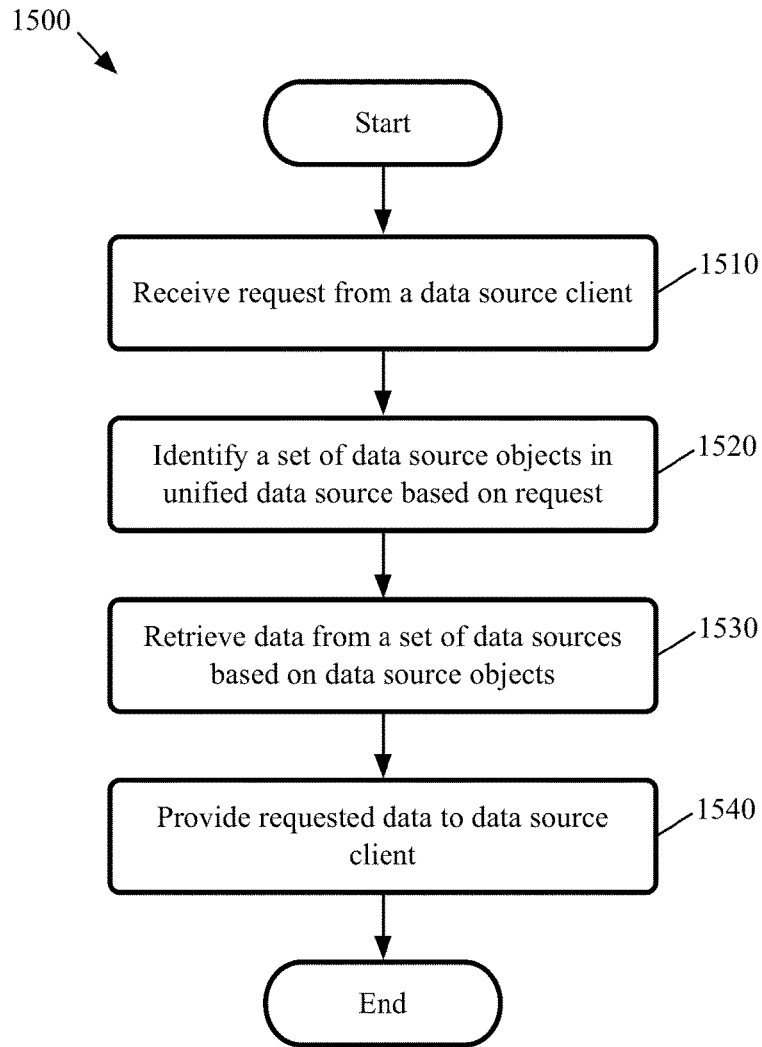 1500
Start
Receive request from a data source client
1510
Identify a set of data source objects in
unified data source based on request
1520
Retrieve data from a set of data sources
based on data source objects
1530
Provide requested data to data source
client
1540
End